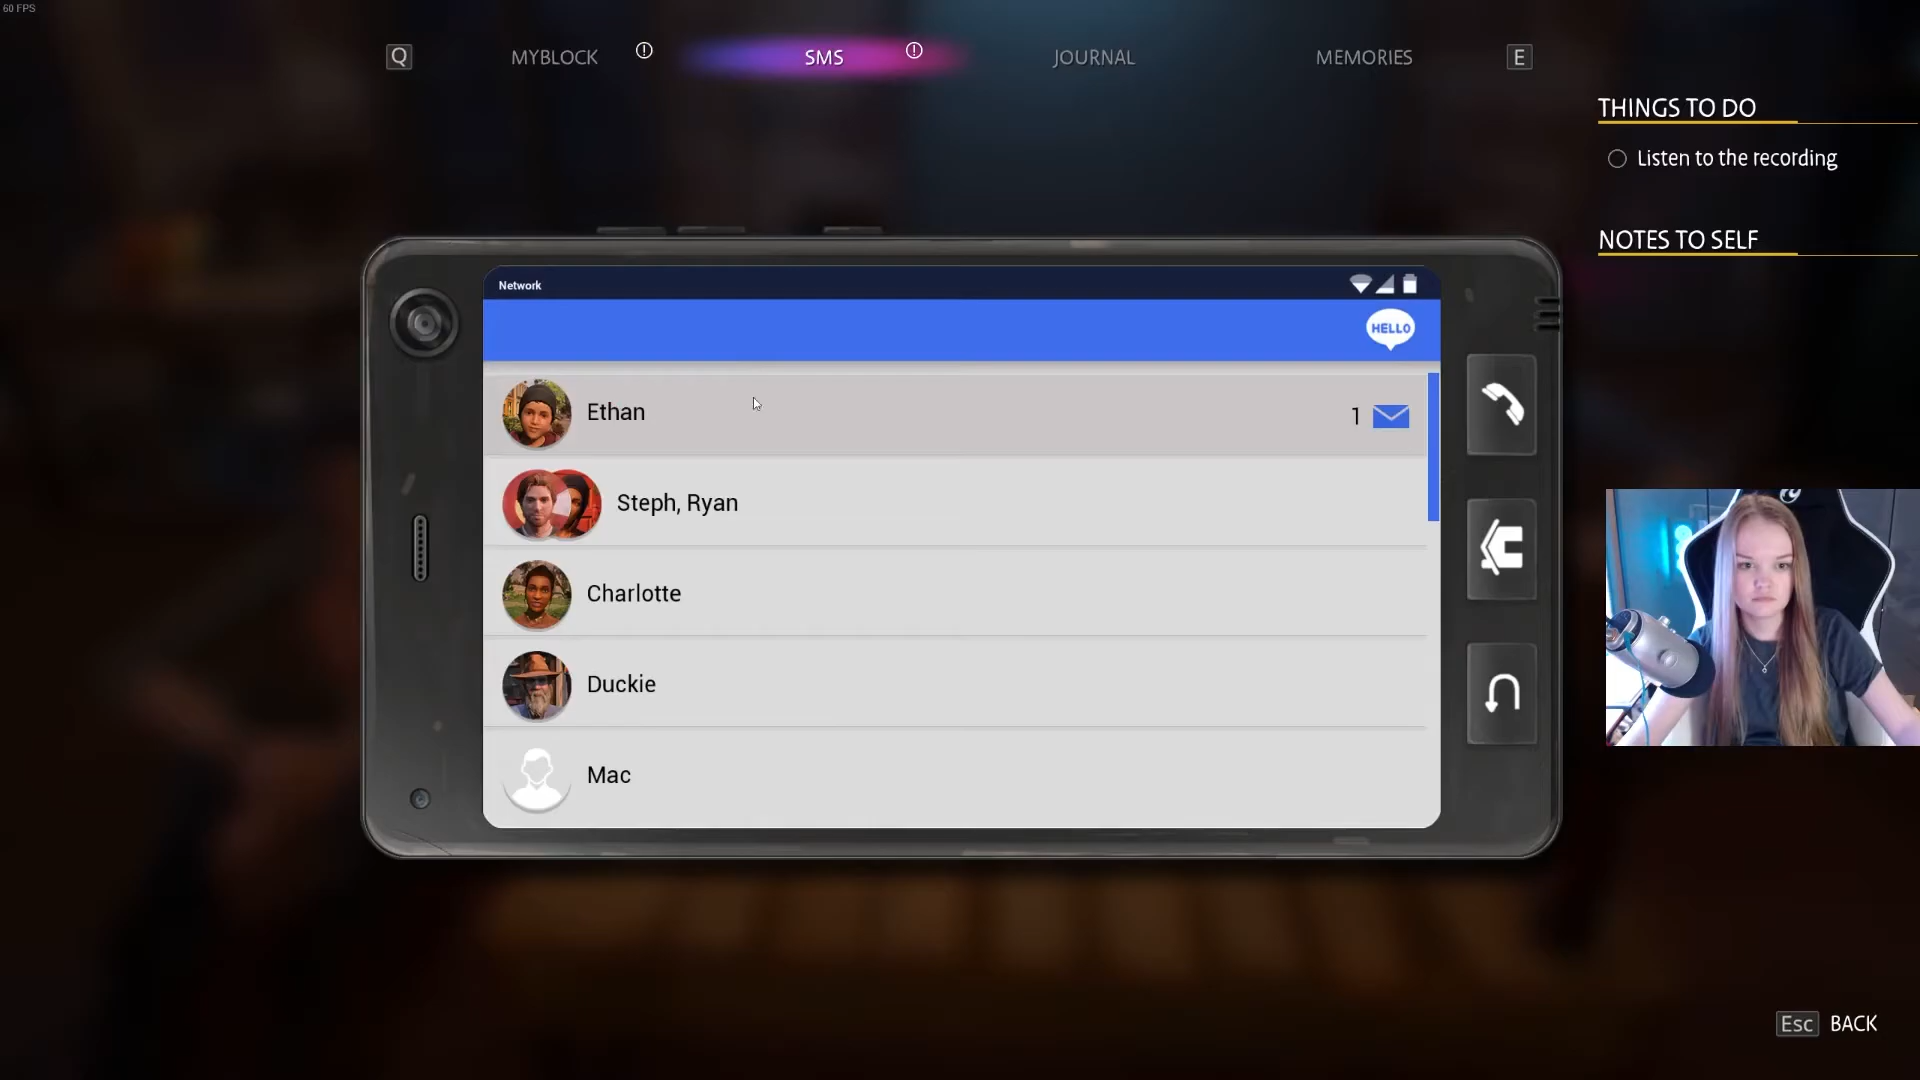 60 FPS
Q
MYBLOCK
SMS
JOURNAL
MEMORIES
E
THINGS TO DO
Listen to the recording
NOTES TO SELF
Network
HELLO
Ethan
1
Steph, Ryan
Charlotte
Duckie
Mac
Esc BACK